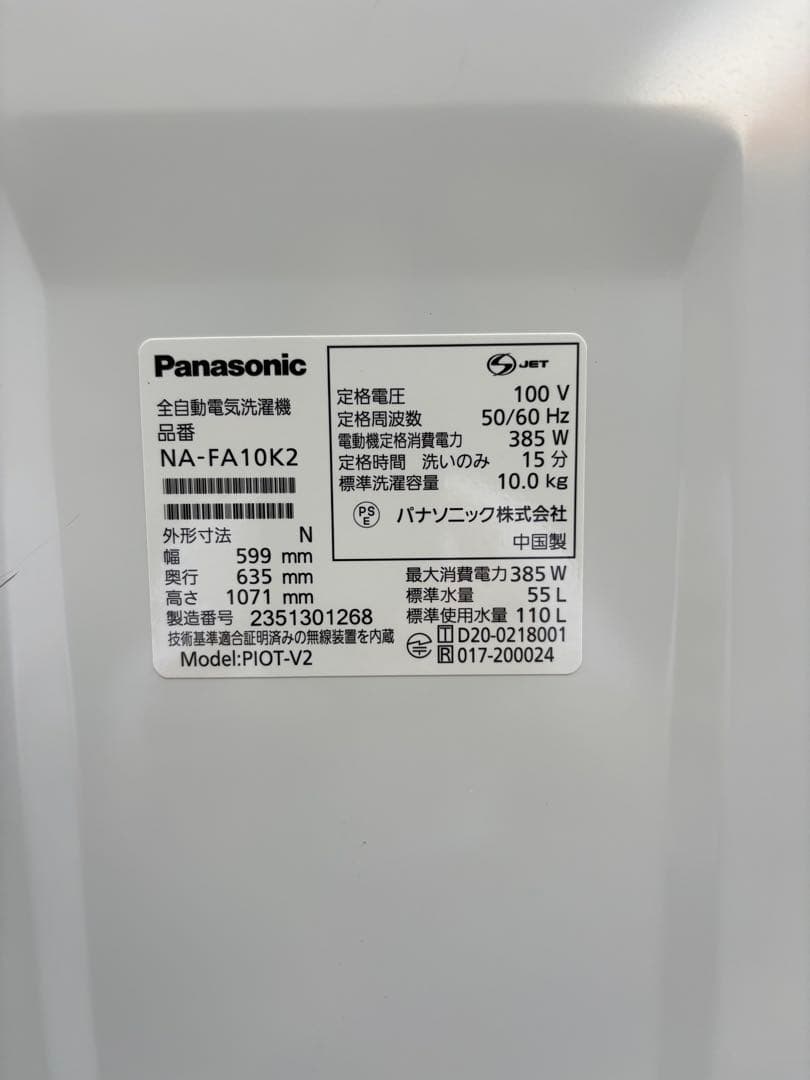 Panasonic
全自動電気洗濯機
品番
NA-FA10K2
外形寸法 N
幅 599 mm
奥行 635 mm
高さ 1071 mm
製造番号 2351301268
技術基準適合証明済みの無線装置を内蔵
Model:PIOT-V2
S JET
定格電圧 100 V
定格周波数 50/60 Hz
電動機定格消費電力 385 W
定格時間 洗いのみ 15 分
標準洗濯容量 10.0 kg
PSE パナソニック株式会社
中国製
最大消費電力 385 W
標準水量 55 L
標準使用水量 110 L
T D20-0218001
R 017-200024